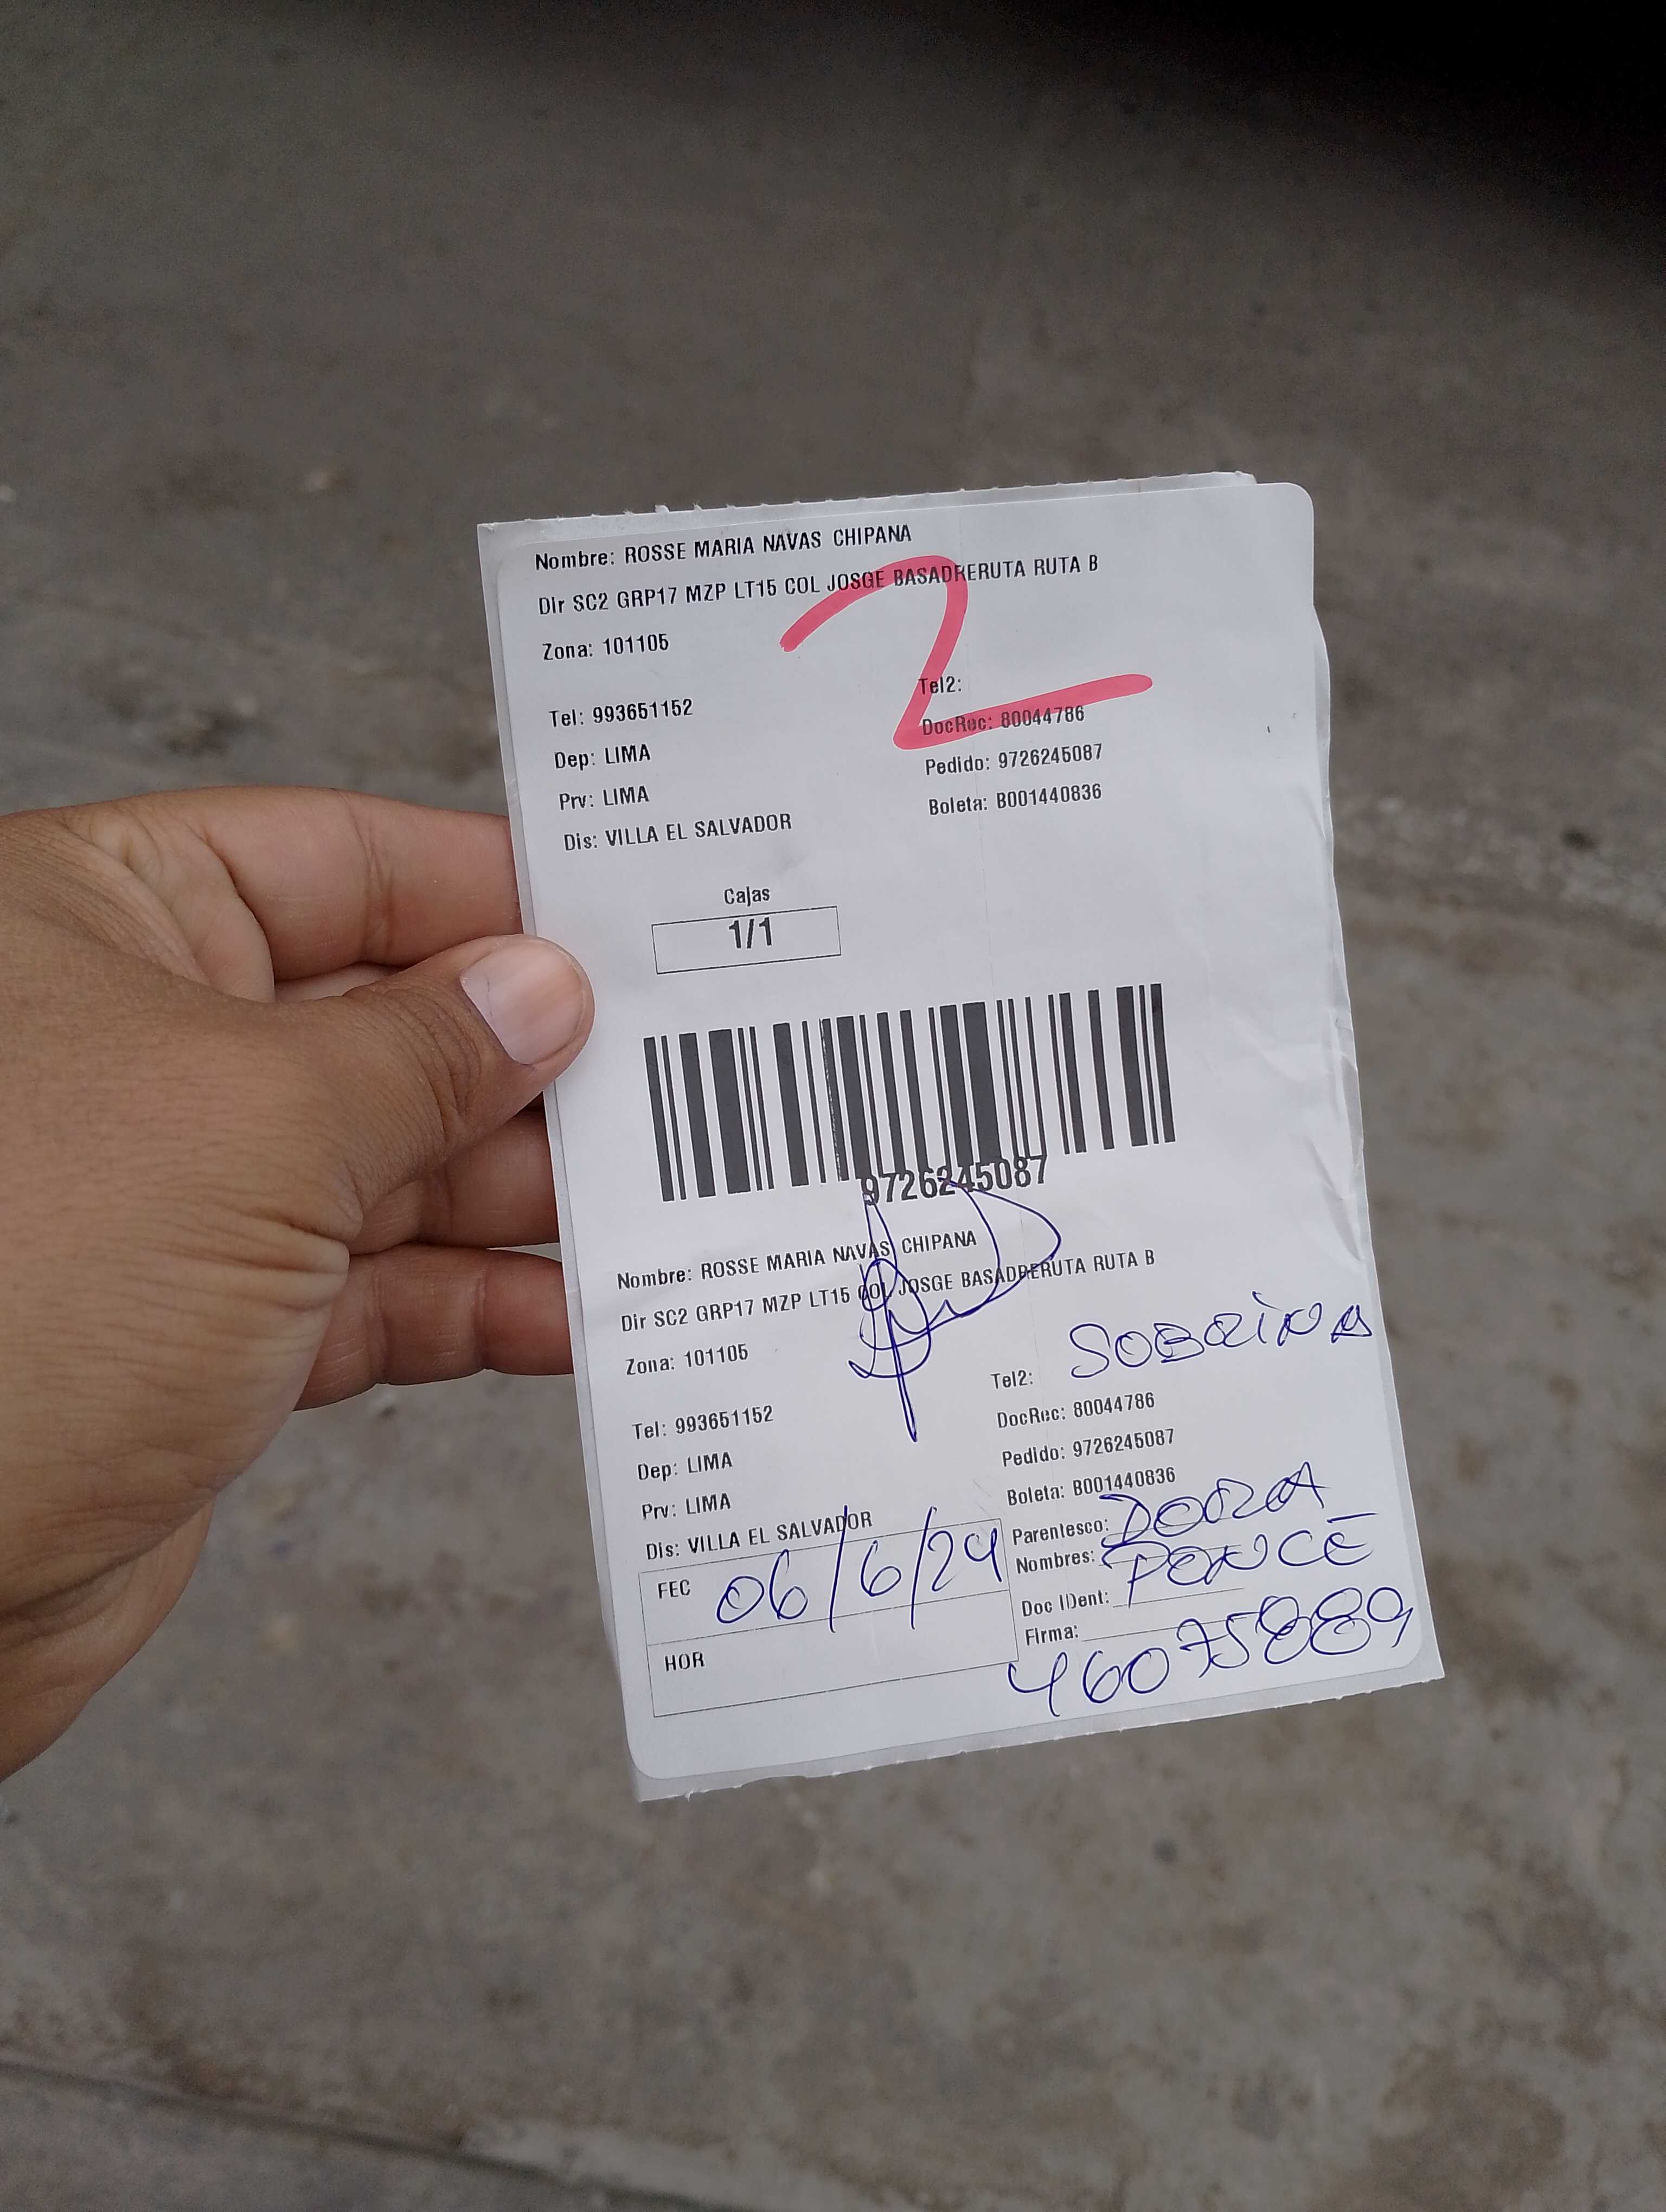 Nombre: ROSSE MARIA NAVAS CHIPANA
Dir SC2 GRP17 MZP LT15 COL JOSGE BASADRERUTA RUTA B
2
Zona: 101105
Tel2:
Tel: 993651152
DocRec: 80044786
Dep: LIMA
Pedido: 9726245087
Prv: LIMA
Boleta: B001440836
Dis: VILLA EL SALVADOR
Cajas
1/1
9726245087
Nombre: ROSSE MARIA NAVAS CHIPANA
Dir SC2 GRP17 MZP LT15 COL JOSGE BASADRERUTA RUTA B
Zona: 101105
SOBRINA
Tel2:
Tel: 993651152
DocRec: 80044786
Dep: LIMA
Pedido: 9726245087
Prv: LIMA
Boleta: B001440836
Dis: VILLA EL SALVADOR
Parentesco: DORA
Nombres: PONCE
FEC 06/6/24
Doc IDent:
Firma:
HOR
46075889